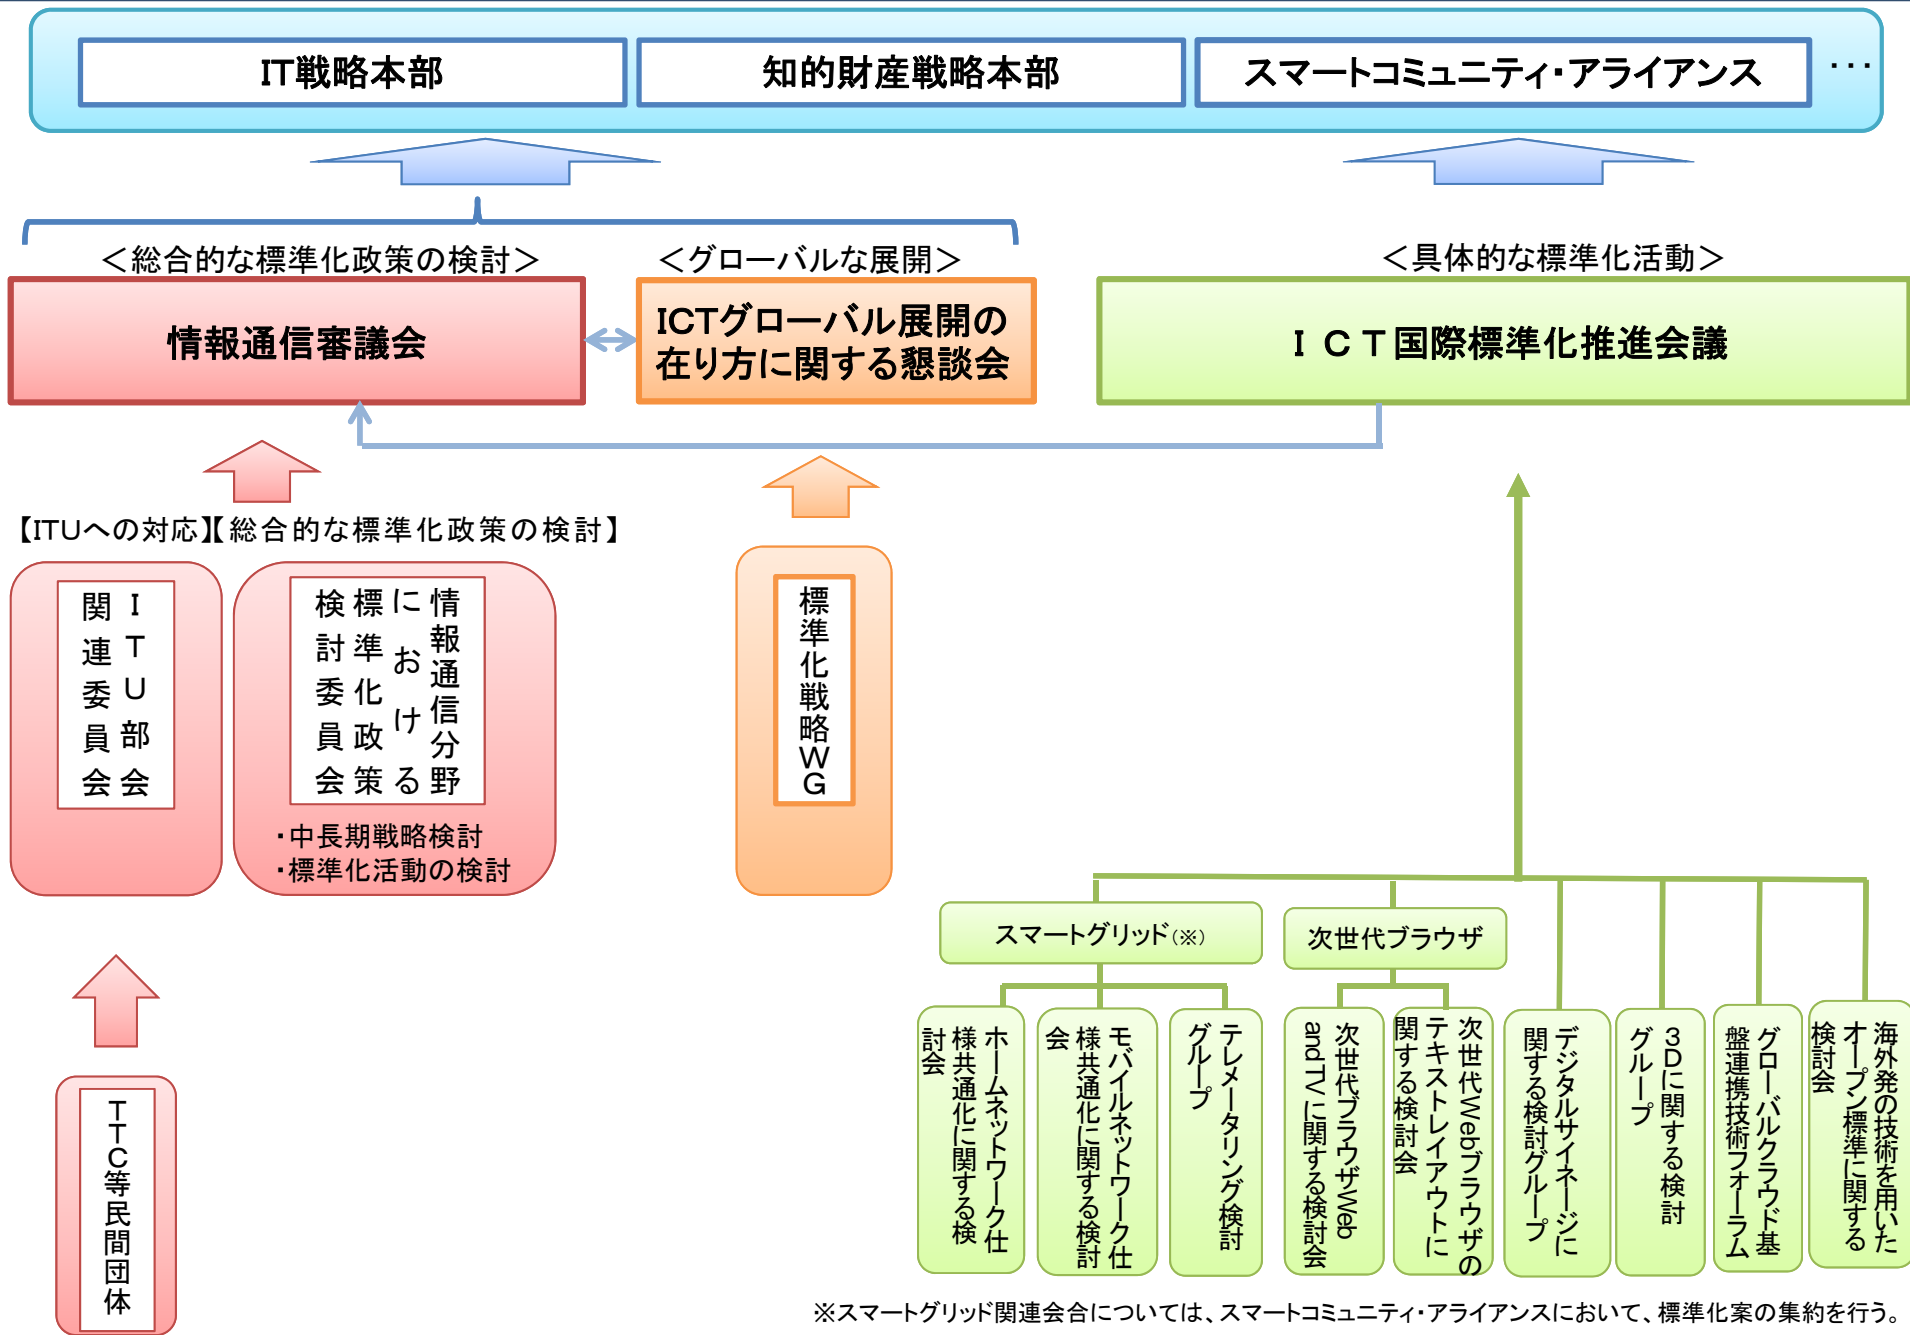 IT戦略本部
知的財産戦略本部
スマートコミュニティ・アライアンス
・・・
＜総合的な標準化政策の検討＞
＜グローバルな展開＞
＜具体的な標準化活動＞
情報通信審議会
ICTグローバル展開の
在り方に関する懇談会
ＩＣＴ国際標準化推進会議
【ITUへの対応】【総合的な標準化政策の検討】
ＩＴＵ部会
関連委員会
情報通信分野
における
標準化政策
検討委員会
・中長期戦略検討
・標準化活動の検討
標準化戦略ＷＧ
ＴＴＣ等民間団体
スマートグリッド（※）
次世代ブラウザ
ホームネットワーク仕
様共通化に関する検
討会
モバイルネットワーク仕
様共通化に関する検討
会
テレメータリング検討
グループ
次世代ブラウザWeb
and TV に関する検討会
次世代Webブラウザの
テキストレイアウトに
関する検討会
デジタルサイネージに
関する検討グループ
３Ｄに関する検討
グループ
グローバルクラウド基
盤連携技術フォーラム
海外発の技術を用いた
オープン標準に関する
検討会
※スマートグリッド関連会合については、スマートコミュニティ・アライアンスにおいて、標準化案の集約を行う。